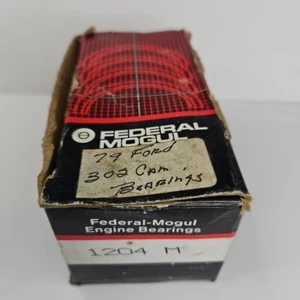 FEDERAL
MOGUL
79 FORD
302 CAM
BEARINGS
Federal-Mogul
Engine Bearings
1204 M